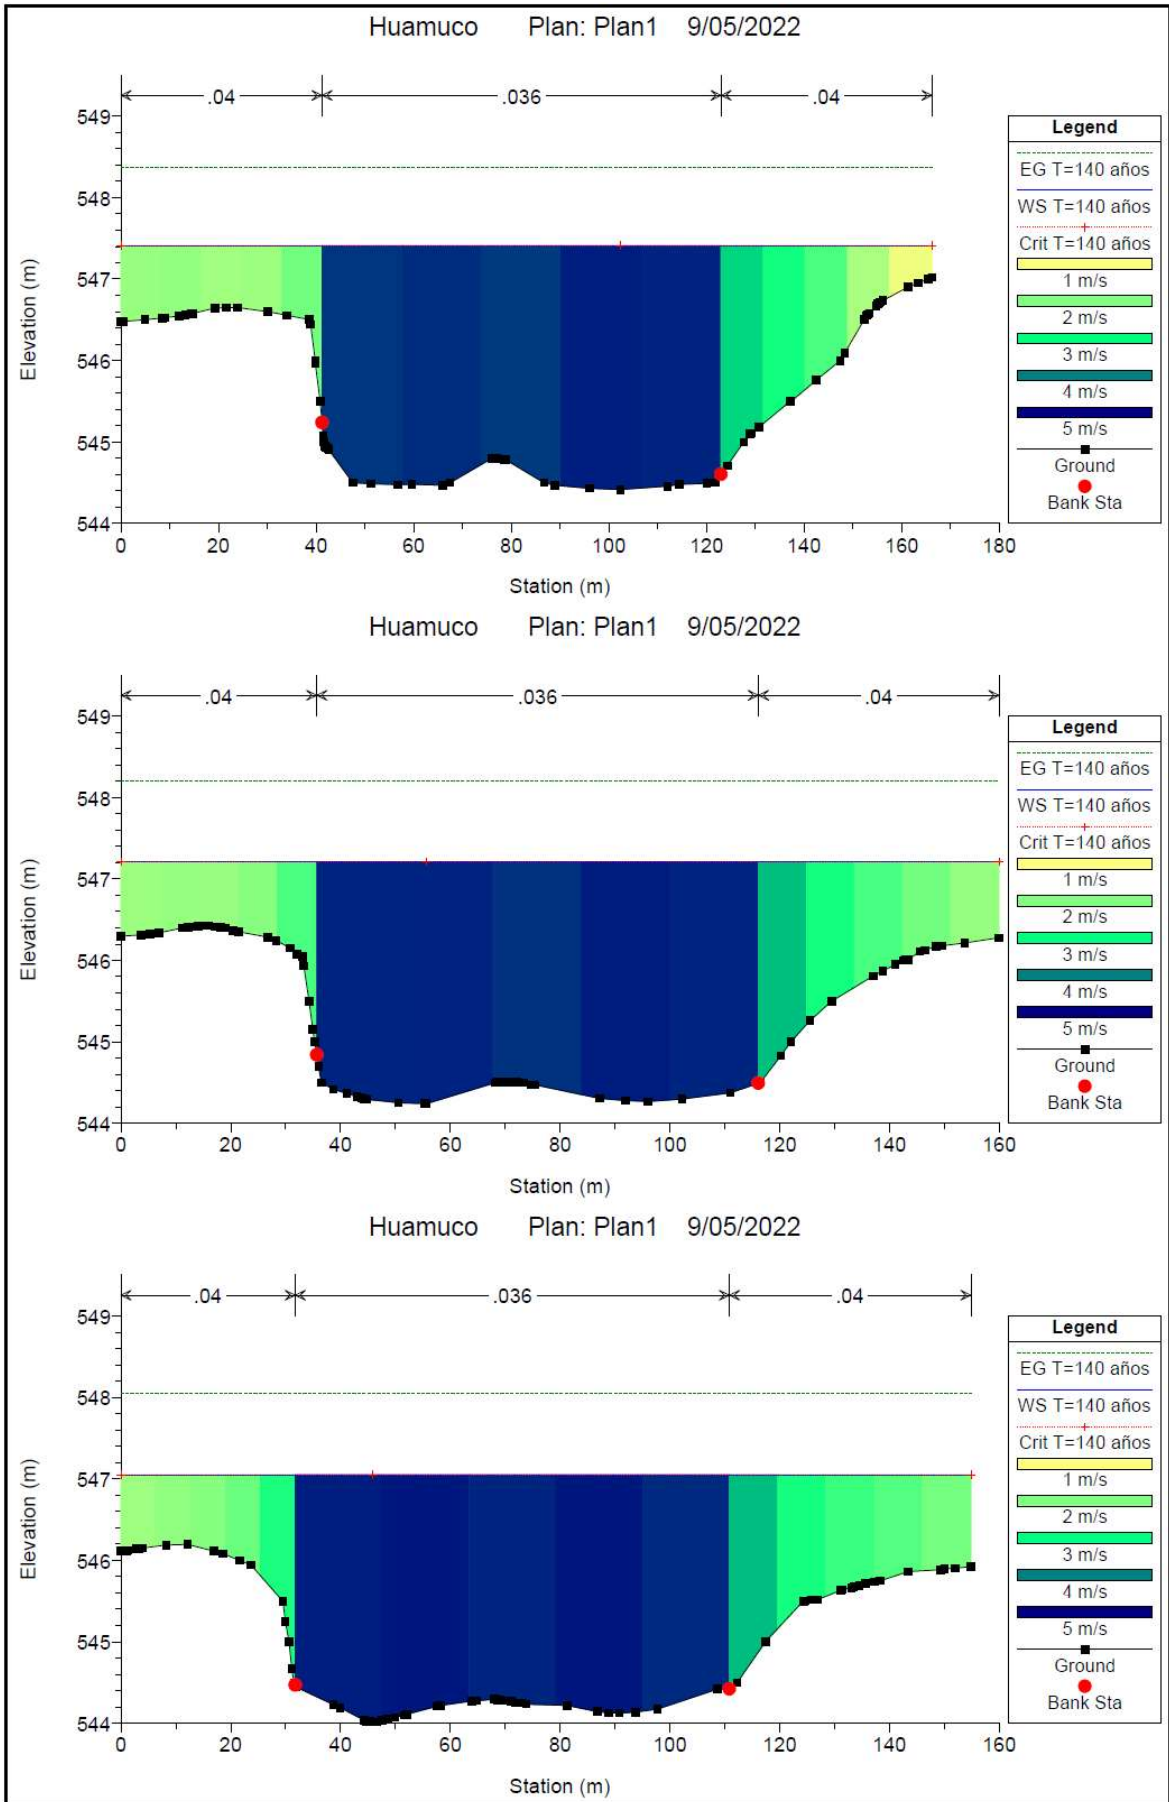 Huamuco Plan: Plan1 9/05/2022
.04 .036 .04
549
548
547
546
545
544
Elevation (m)
0 20 40 60 80 100 120 140 160 180
Station (m)
Legend
EG T=140 años
WS T=140 años
Crit T=140 años
1 m/s
2 m/s
3 m/s
4 m/s
5 m/s
Ground
Bank Sta
Huamuco Plan: Plan1 9/05/2022
.04 .036 .04
549
548
547
546
545
544
Elevation (m)
0 20 40 60 80 100 120 140 160
Station (m)
Legend
EG T=140 años
WS T=140 años
Crit T=140 años
1 m/s
2 m/s
3 m/s
4 m/s
5 m/s
Ground
Bank Sta
Huamuco Plan: Plan1 9/05/2022
.04 .036 .04
549
548
547
546
545
544
Elevation (m)
0 20 40 60 80 100 120 140 160
Station (m)
Legend
EG T=140 años
WS T=140 años
Crit T=140 años
1 m/s
2 m/s
3 m/s
4 m/s
5 m/s
Ground
Bank Sta